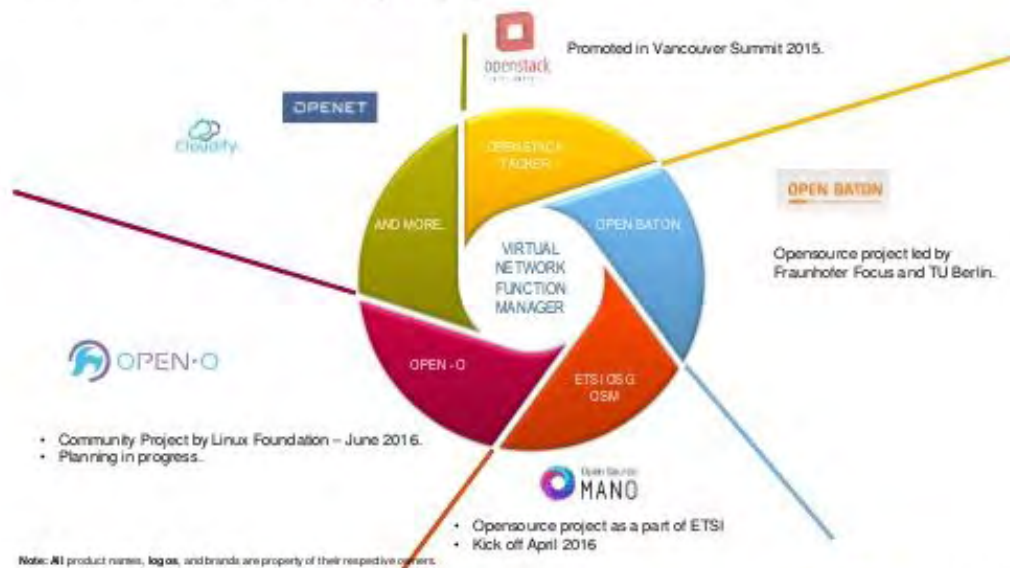 openstack
Promoted in Vancouver Summit 2015.
OPENET
Cloudify
OPENSTACK
TACKER
OPEN BATON
AND MORE..
OPEN BATON
VIRTUAL
NETWORK
FUNCTION
MANAGER
Opensource project led by
Fraunhofer Focus and TU Berlin.
OPEN-O
OPEN - O
ETSI OSG
OSM
• Community Project by Linux Foundation – June 2016.
• Planning in progress.
Open Source
MANO
• Opensource project as a part of ETSI
• Kick off April 2016
Note: All product names, logos, and brands are property of their respective owners.